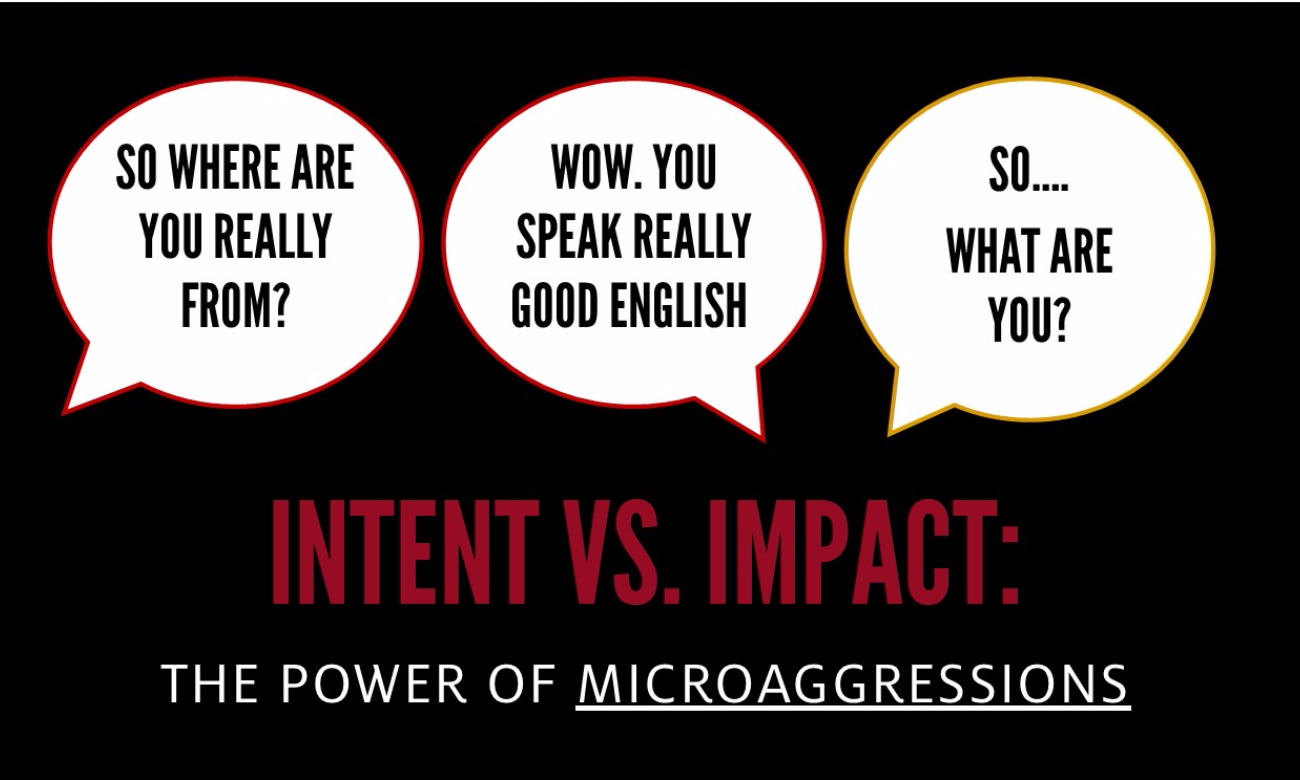 SO WHERE ARE
YOU REALLY
FROM?
WOW. YOU
SPEAK REALLY
GOOD ENGLISH
SO....
WHAT ARE
YOU?
INTENT VS. IMPACT:
THE POWER OF MICROAGGRESSIONS